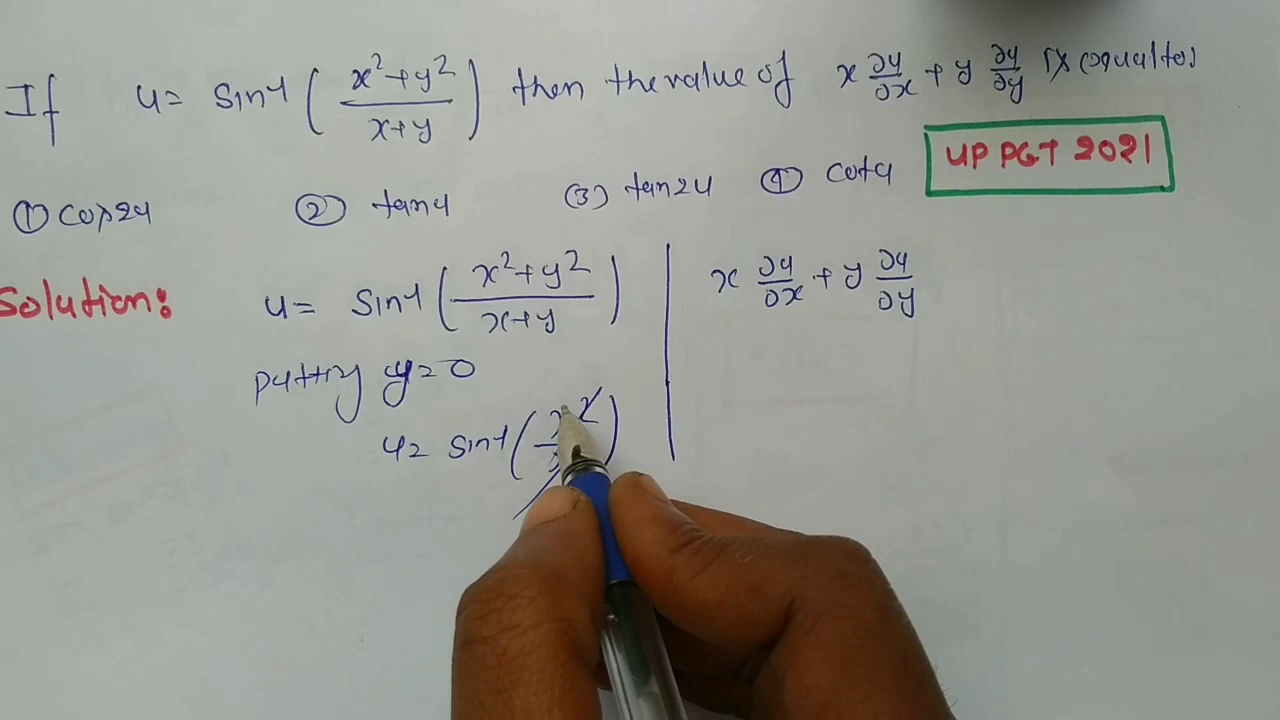 If u= sin⁻¹ ( x²+y² / x+y ) then the value of x ∂u/∂x + y ∂u/∂y is equal to
UP PGT 2021
① cos2u ② tanu (3) tan2u ④ cotu
Solution:
u= sin⁻¹ ( x²+y² / x+y )
x ∂u/∂x + y ∂u/∂y
putting y=0
u= sin⁻¹ ( x² / x )